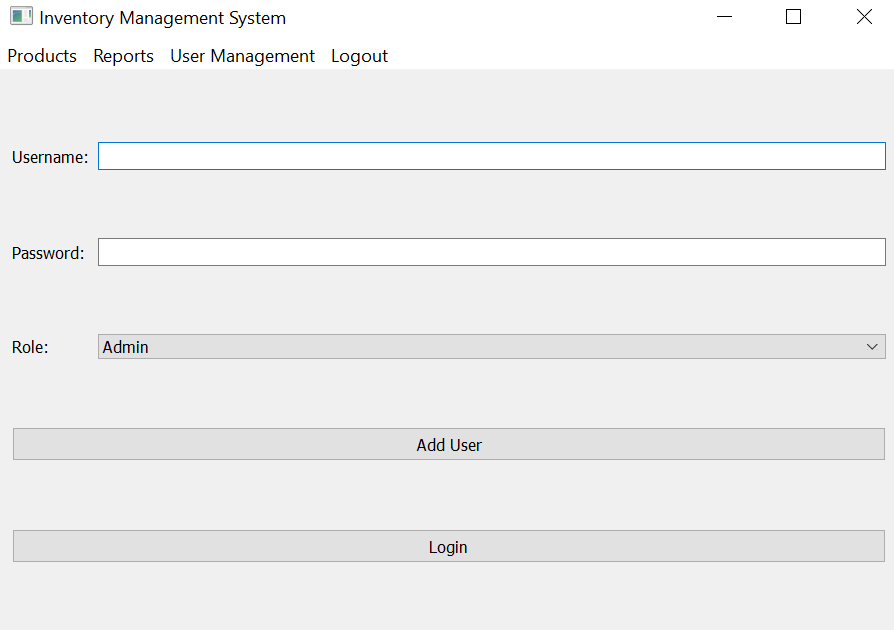 Inventory Management System
Products Reports User Management Logout
Username:
Password:
Role: Admin
Add User
Login